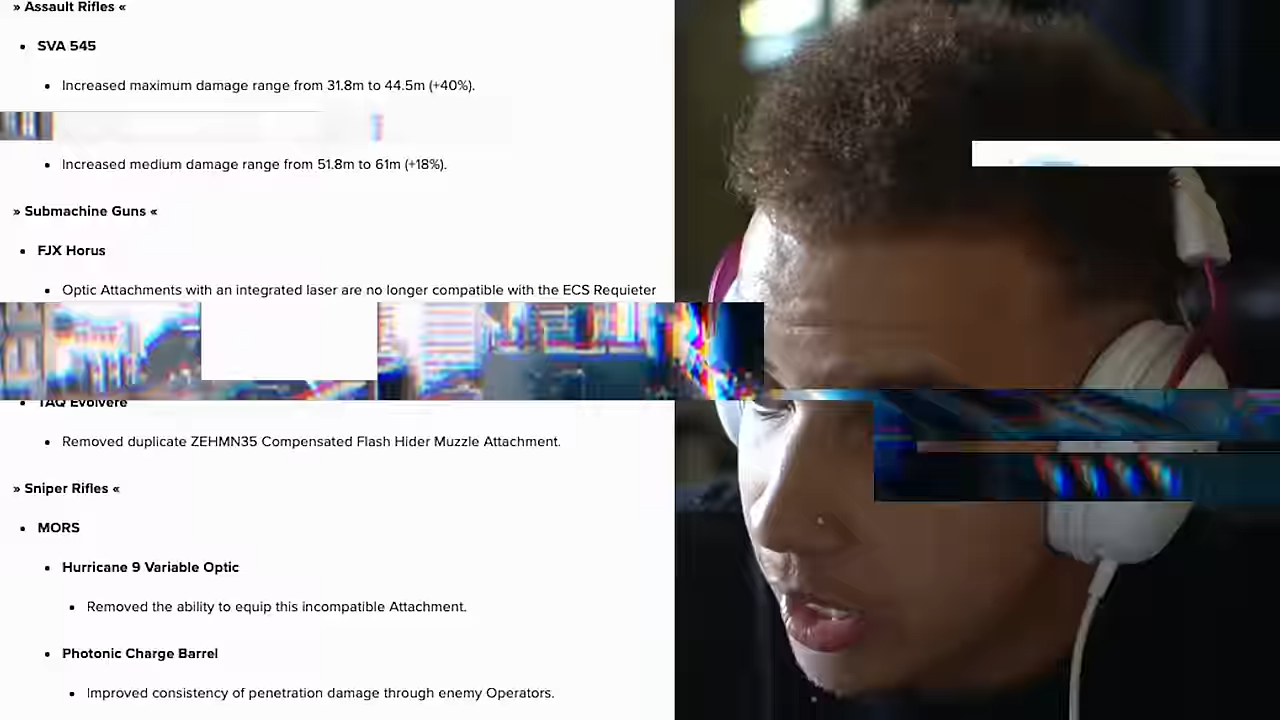 » Assault Rifles «
• SVA 545
• Increased maximum damage range from 31.8m to 44.5m (+40%).
• Increased medium damage range from 51.8m to 61m (+18%).
» Submachine Guns «
• FJX Horus
• Optic Attachments with an integrated laser are no longer compatible with the ECS Requieter
• TAQ Evolvere
• Removed duplicate ZEHMN35 Compensated Flash Hider Muzzle Attachment.
» Sniper Rifles «
• MORS
• Hurricane 9 Variable Optic
• Removed the ability to equip this incompatible Attachment.
• Photonic Charge Barrel
• Improved consistency of penetration damage through enemy Operators.